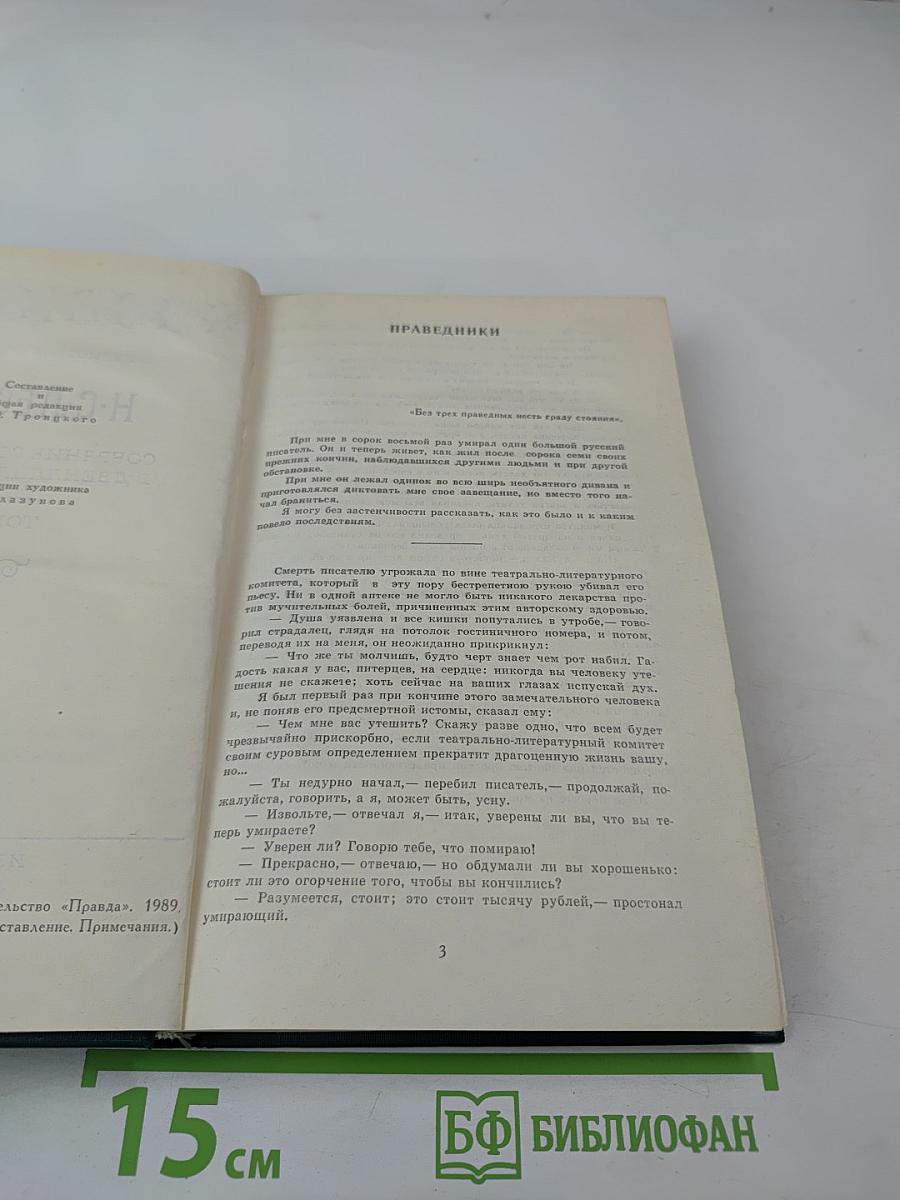 Составление
и
общая редакция
Троицкого
художника
лазунова
«Правда». 1989.
Примечания.)
ПРАВЕДНИКИ
«Без трех праведных несть граду стояния».
При мне в сорок восьмой раз умирал один большой русский
писатель. Он и теперь живет, как жил после сорока семи своих
прежних кончин, наблюдавшихся другими людьми и при другой
обстановке.
При мне он лежал одинок во всю ширь необъятного дивана и
приготовлялся диктовать мне свое завещание, но вместо того на-
чал браниться.
Я могу без застенчивости рассказать, как это было и к каким
повело последствиям.
Смерть писателю угрожала по вине театрально-литературного
комитета, который в эту пору бестрепетною рукою убивал его
пьесу. Ни в одной аптеке не могло быть никакого лекарства про-
тив мучительных болей, причиненных этим авторскому здоровью.
— Душа уязвлена и все кишки попутались в утробе,— гово-
рил страдалец, глядя на потолок гостиничного номера, и потом,
переводя их на меня, он неожиданно прикрикнул:
— Что же ты молчишь, будто черт знает чем рот набил. Га-
дость какая у вас, питерцев, на сердце: никогда вы человеку уте-
шения не скажете; хоть сейчас на ваших глазах испускай дух.
Я был первый раз при кончине этого замечательного человека
и, не поняв его предсмертной истомы, сказал ему:
— Чем мне вас утешить? Скажу разве одно, что всем будет
чрезвычайно прискорбно, если театрально-литературный комитет
своим суровым определением прекратит драгоценную жизнь вашу,
но...
— Ты недурно начал,— перебил писатель,— продолжай, по-
жалуйста, говорить, а я, может быть, усну.
— Извольте,— отвечал я,— итак, уверены ли вы, что вы те-
перь умираете?
— Уверен ли? Говорю тебе, что помираю!
— Прекрасно,— отвечаю,— но обдумали ли вы хорошенько:
стоит ли это огорчение того, чтобы вы кончились?
— Разумеется, стоит; это стоит тысячу рублей,— простонал
умирающий.
3
15 см
БФ БИБЛИОФАН